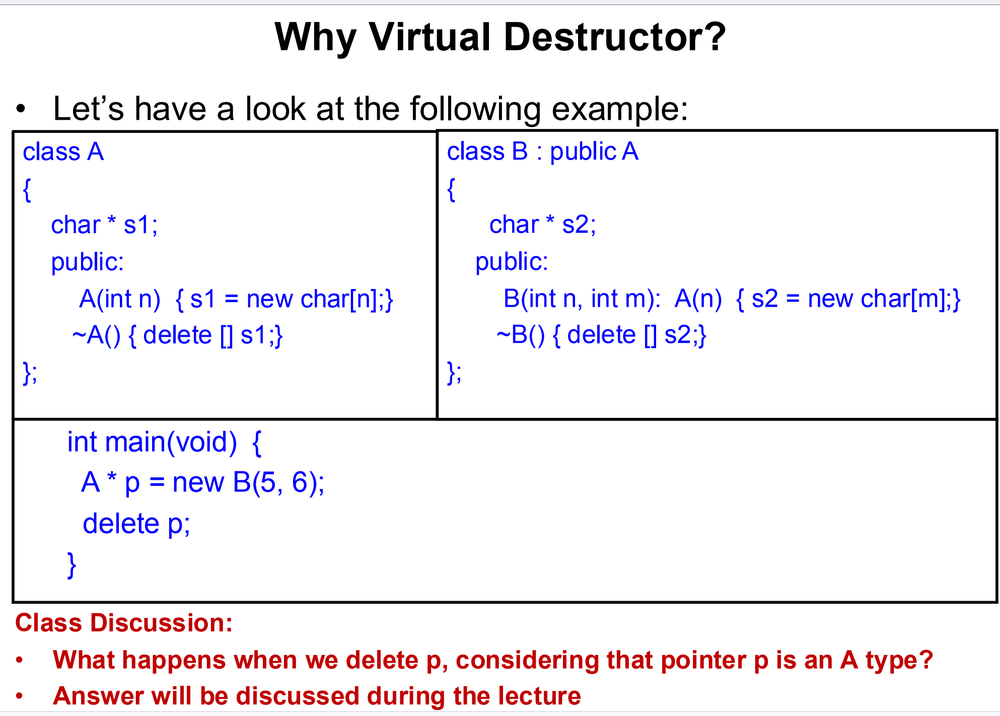 Why Virtual Destructor?
• Let’s have a look at the following example:
class A
{
char * s1;
public:
A(int n) { s1 = new char[n];}
~A() { delete [] s1;}
};
class B : public A
{
char * s2;
public:
B(int n, int m): A(n) { s2 = new char[m];}
~B() { delete [] s2;}
};
int main(void) {
A * p = new B(5, 6);
delete p;
}
Class Discussion:
• What happens when we delete p, considering that pointer p is an A type?
• Answer will be discussed during the lecture